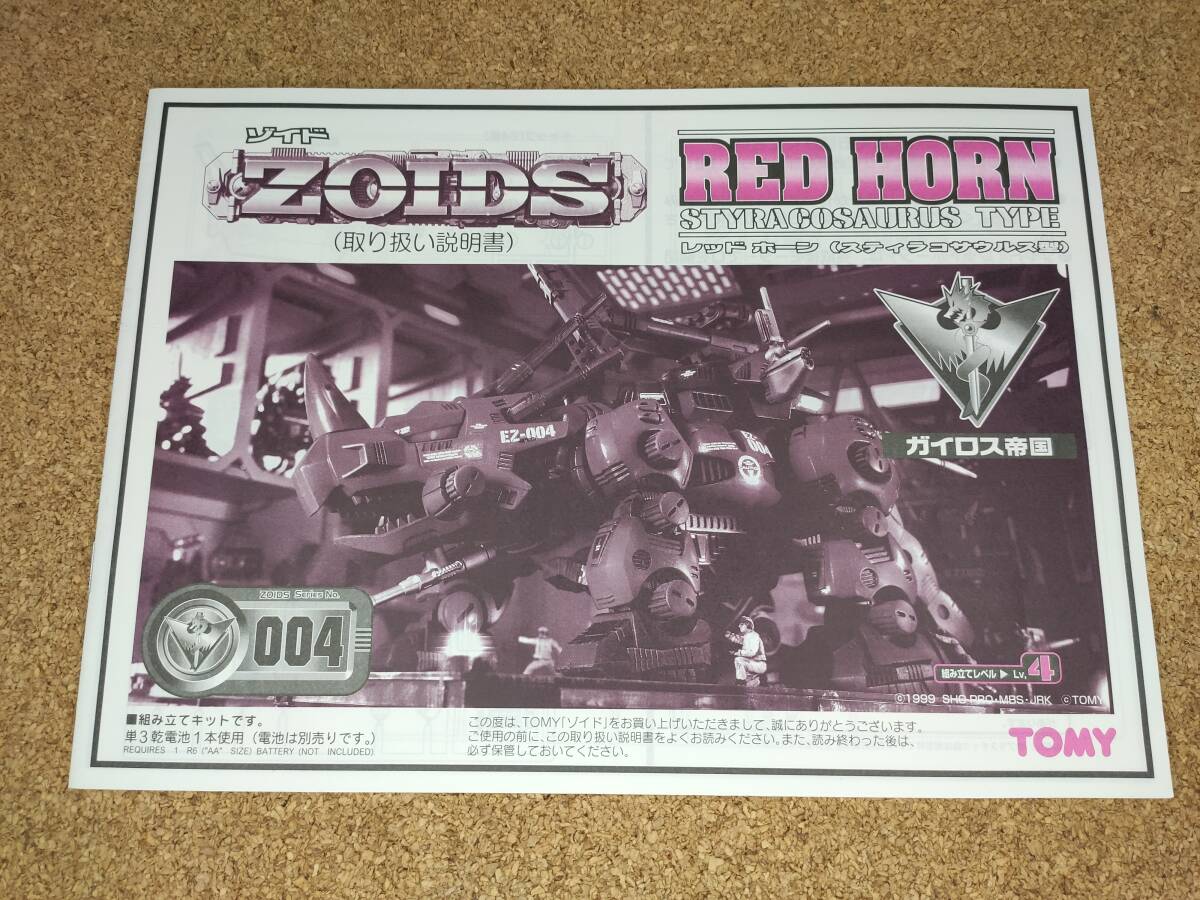 ゾイド
ZOIDS
(取り扱い説明書)
RED HORN
STYRACOSAURUS TYPE
レッド ホーン (スティラコサウルス型)
ガイロス帝国
EZ-004
004
ZOIDS Series No.
004
組み立てレベル ▶ Lv. 4
©1999 SHO-PRO・MBS・JRK ©TOMY
■組み立てキットです。
単3乾電池1本使用 (電池は別売りです。)
REQUIRES 1 R6 ("AA" SIZE) BATTERY (NOT INCLUDED).
この度は、TOMY「ゾイド」をお買い上げいただきまして、誠にありがとうございます。
ご使用の前に、この取り扱い説明書をよくお読みください。また、読み終わった後は、
必ず保管しておいてください。
TOMY